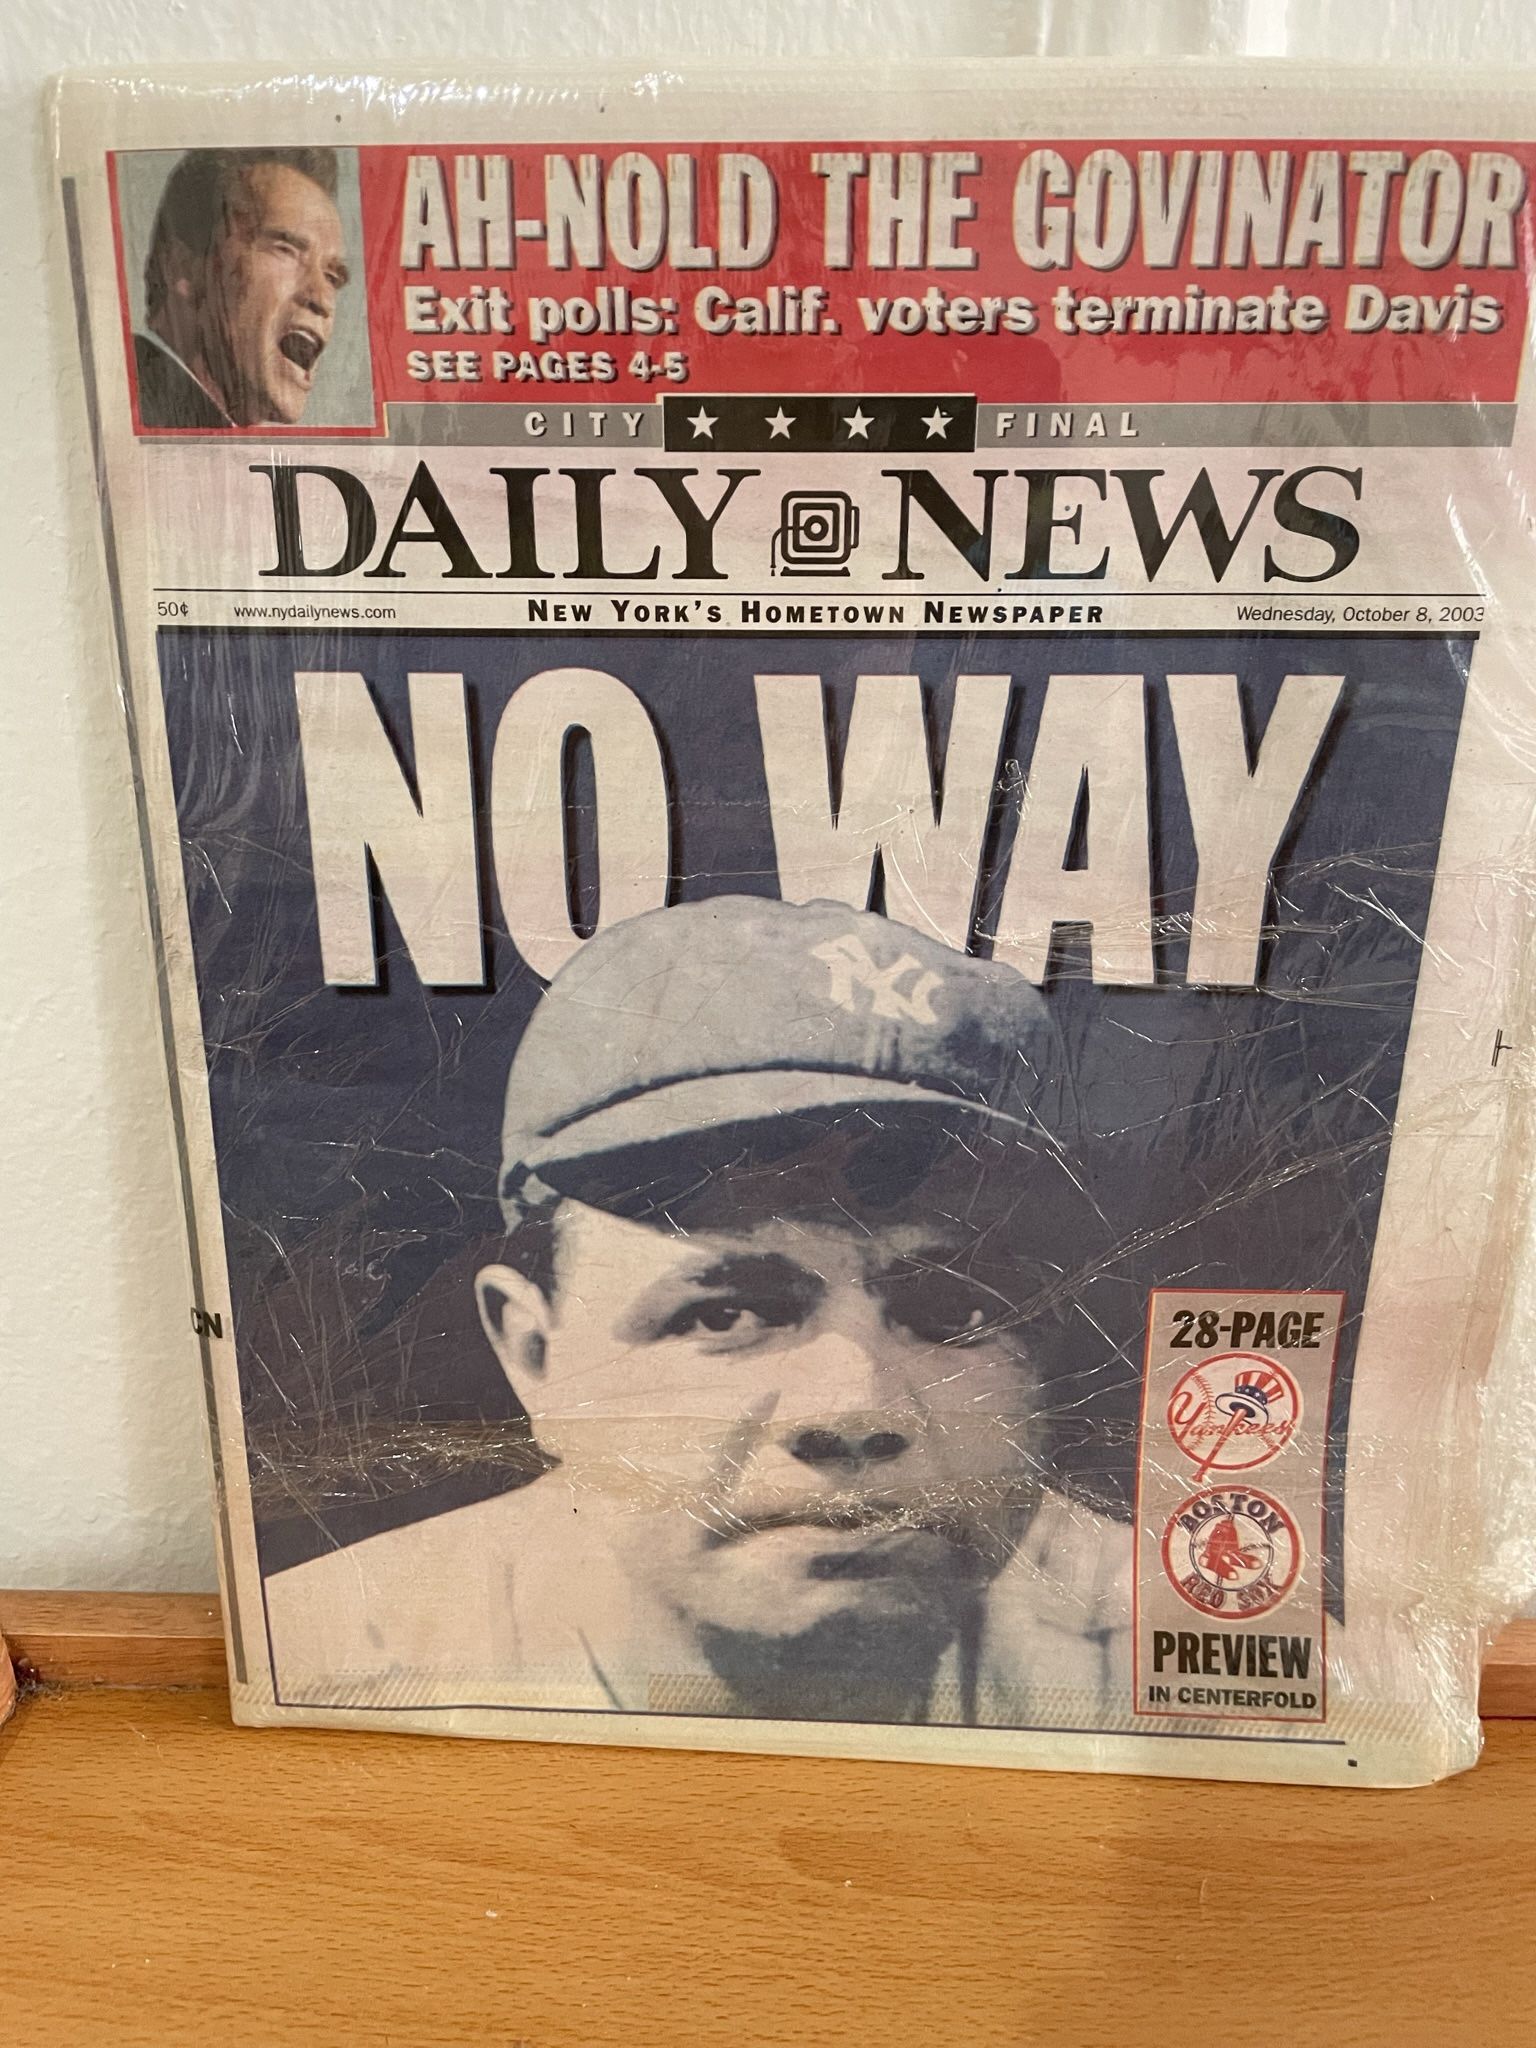 AH-NOLD THE GOVINATOR
Exit polls: Calif. voters terminate Davis
SEE PAGES 4-5
CITY FINAL
DAILY NEWS
50¢ www.nydailynews.com NEW YORK'S HOMETOWN NEWSPAPER Wednesday, October 8, 2003
NO WAY
NY
CN
28-PAGE
Yankees
BOSTON
RED SOX
PREVIEW
IN CENTERFOLD